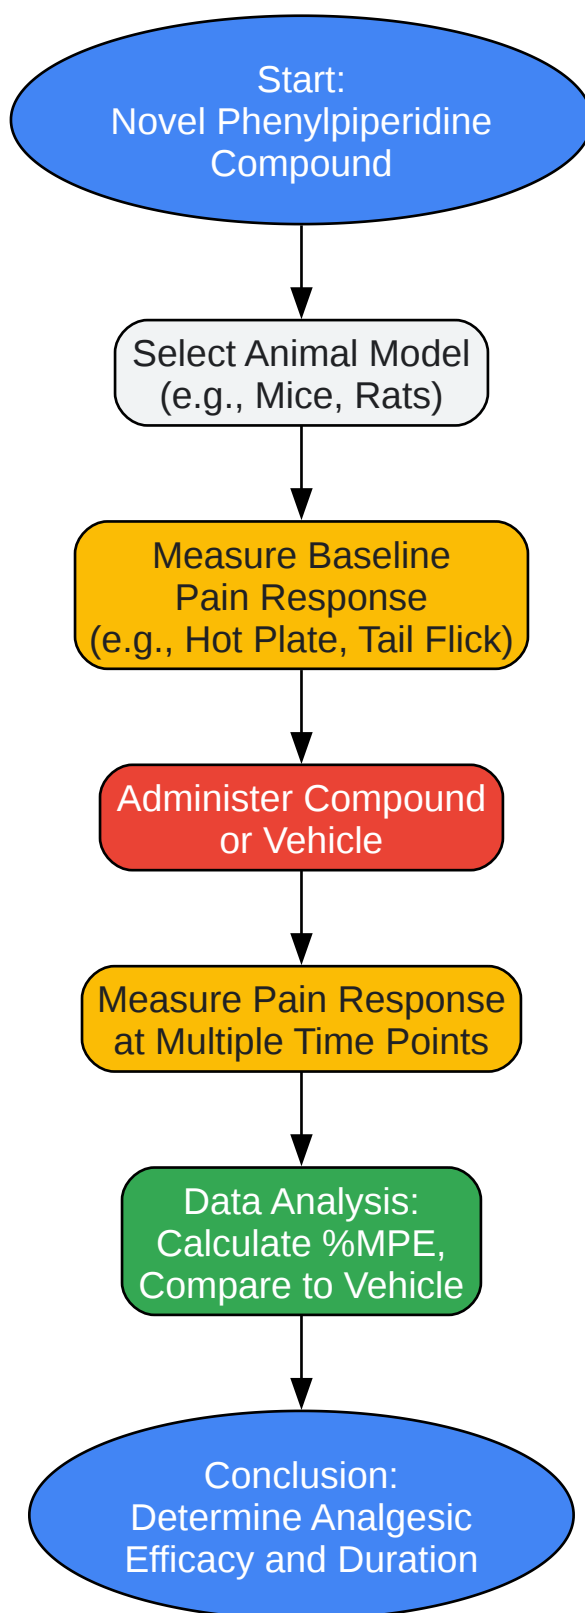 Start:
Novel Phenylpiperidine
Compound
Select Animal Model
(e.g., Mice, Rats)
Measure Baseline
Pain Response
(e.g., Hot Plate, Tail Flick)
Administer Compound
or Vehicle
Measure Pain Response
at Multiple Time Points
Data Analysis:
Calculate %MPE,
Compare to Vehicle
Conclusion:
Determine Analgesic
Efficacy and Duration